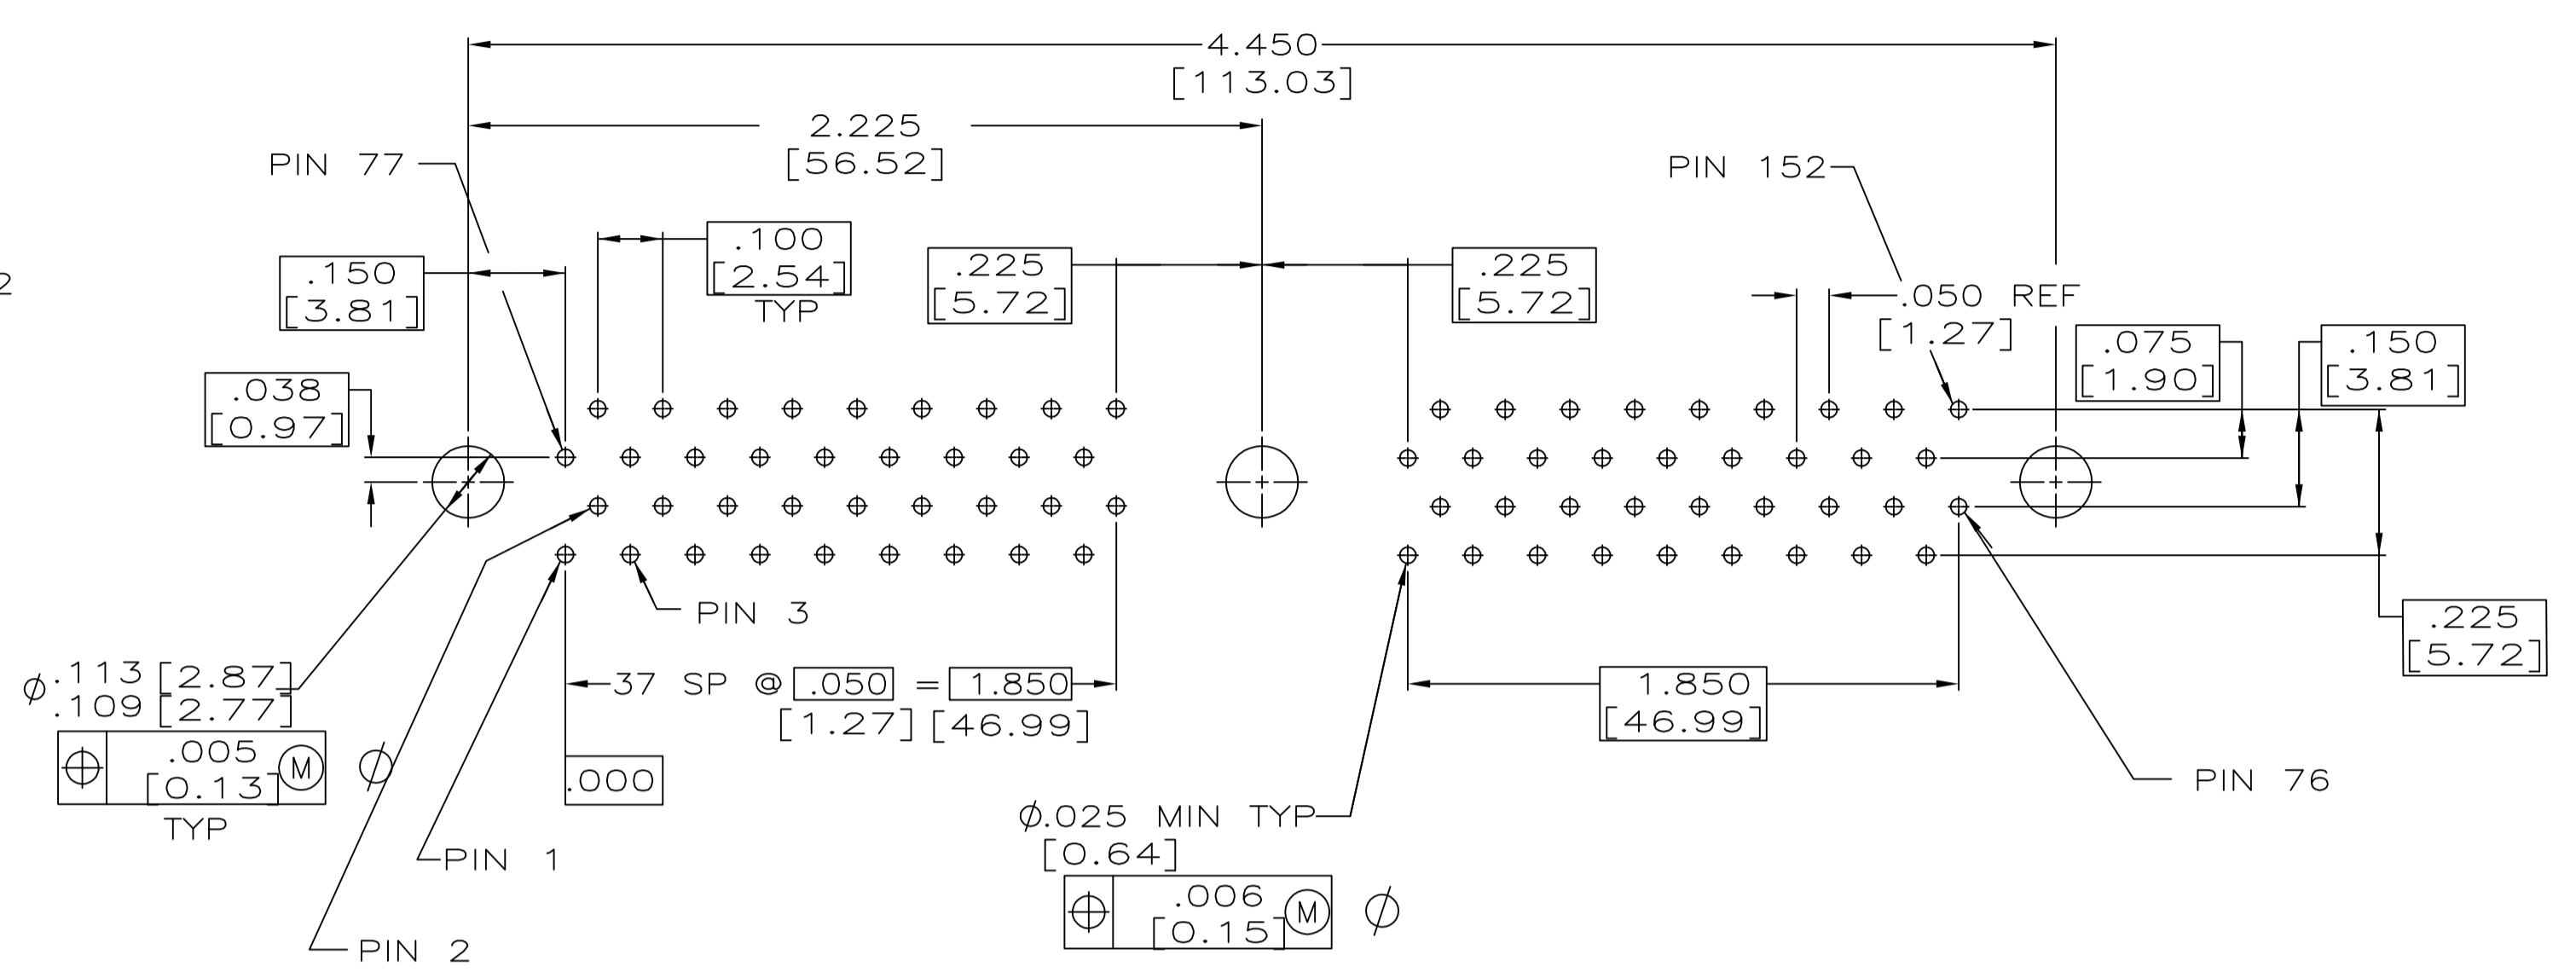 4.450
[113.03]
2.225
[56.52]
PIN 77
PIN 152
.100
[2.54]
TYP
.225
[5.72]
.225
[5.72]
.150
[3.81]
2
.050 REF
[1.27]
.075
[1.90]
.150
[3.81]
.038
[0.97]
PIN 3
.225
[5.72]
⌀.113 [2.87]
.109 [2.77]
37 SP @ .050 = 1.850
[1.27] [46.99]
1.850
[46.99]
.005
[0.13] Ⓜ ⌀
TYP
.000
PIN 76
⌀.025 MIN TYP
[0.64]
PIN 1
.006
[0.15] Ⓜ ⌀
PIN 2